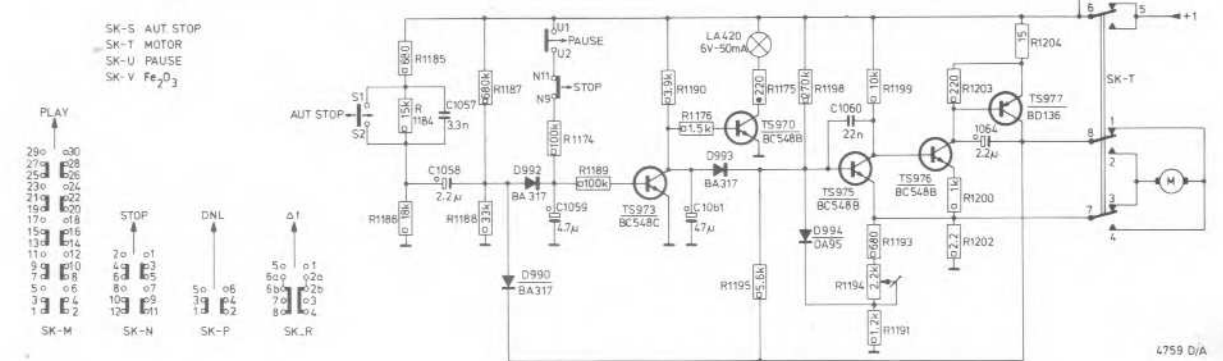 SK-S AUT. STOP
SK-T MOTOR
SK-U PAUSE
SK-V Fe2O3
PLAY
29 30
27 28
25 26
23 24
21 22
19 20
17 18
15 16
13 14
11 12
9 10
7 8
5 6
3 4
1 2
SK-M
STOP
2 1
4 3
6 5
8 7
10 9
12 11
SK-N
DNL
5 6
3 4
1 2
SK-P
Δf
5 1
6a 2a
6b 2b
7 3
8 4
SK-R
680 R1185
AUT STOP S1 S2
15k R 1184
C1057 3.3n
R1186 18k
C1058 2.2µ
680k R1187
R1188 33k
U1 PAUSE U2
N11 STOP N9
100k R1174
D992 BA317
R1189 100k
C1059 4.7µ
D990 BA317
3.9k R1190
R1176 1.5k
TS973 BC548C
C1061 47µ
LA420 6V-50mA
220 R1175
TS970 BC548B
D993 BA317
270k R1198
C1060 22n
10k R1199
TS975 BC548B
D994 OA95
R1195 5.6k
680 R1193
R1194 2.2k
1.2k R1191
220 R1203
TS976 BC548B
1k R1200
2.2 R1202
15 R1204
TS977 BD136
1064 2.2µ
SK-T
6 5 +1
8 1 2
7 3 4
M
4759 D/A